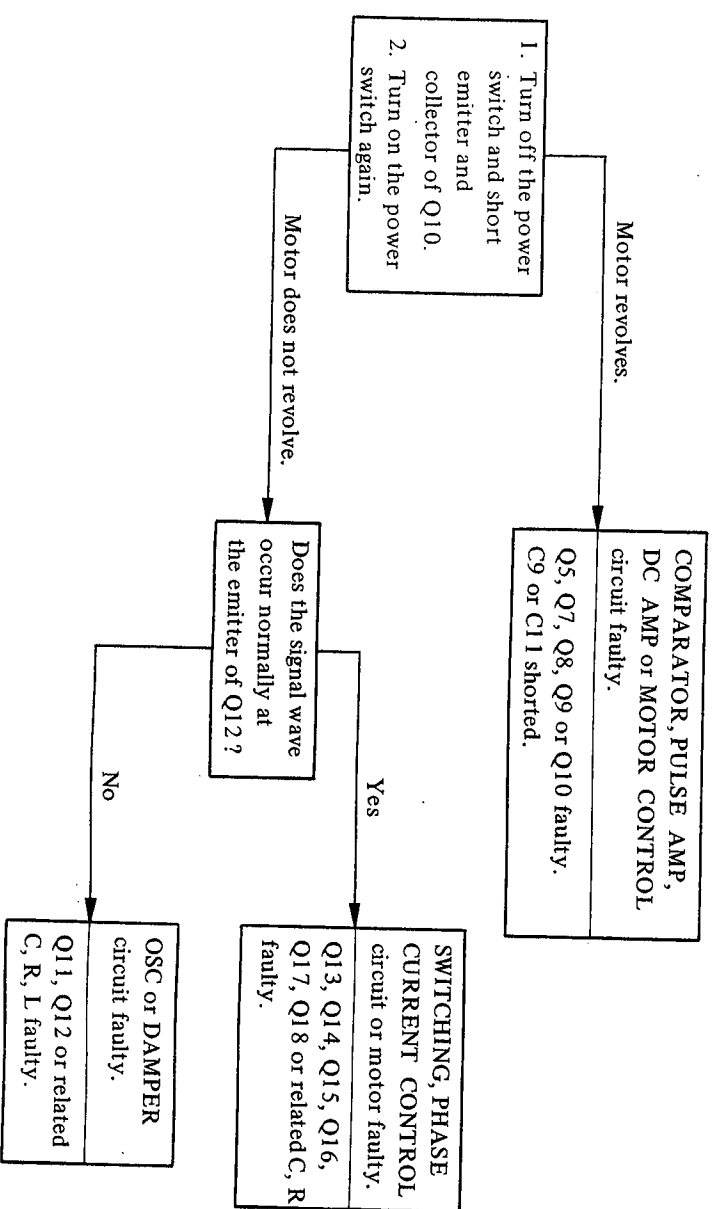 1. Turn off the power
switch and short
emitter and
collector of Q10.
2. Turn on the power
switch again.
Motor revolves.
COMPARATOR, PULSE AMP,
DC AMP or MOTOR CONTROL
circuit faulty.
Q5, Q7, Q8, Q9 or Q10 faulty.
C9 or C11 shorted.
Motor does not revolve.
Does the signal wave
occur normally at
the emitter of Q12?
Yes
SWITCHING, PHASE
CURRENT CONTROL
circuit or motor faulty.
Q13, Q14, Q15, Q16,
Q17, Q18 or related C, R
faulty.
No
OSC or DAMPER
circuit faulty.
Q11, Q12 or related
C, R, L faulty.